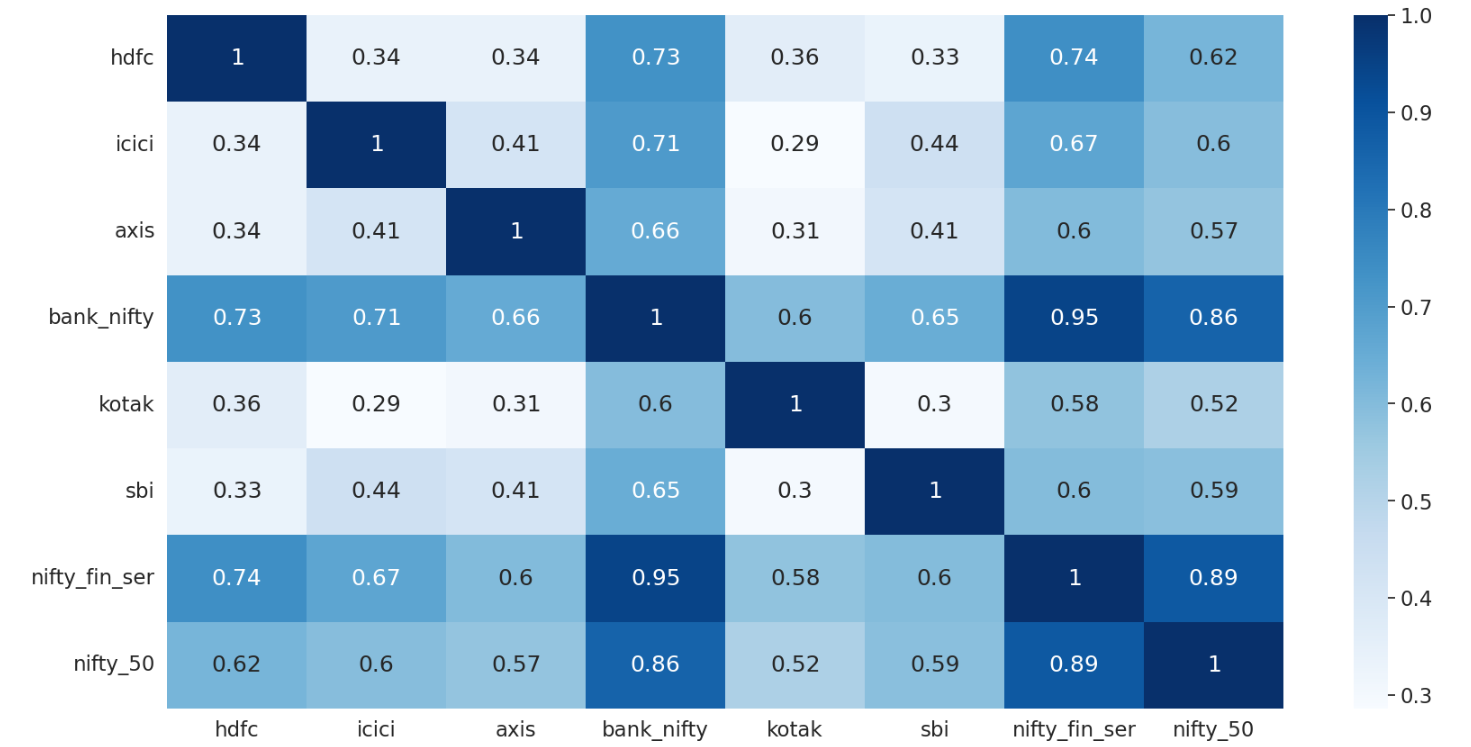 hdfc 1 0.34 0.34 0.73 0.36 0.33 0.74 0.62
icici 0.34 1 0.41 0.71 0.29 0.44 0.67 0.6
axis 0.34 0.41 1 0.66 0.31 0.41 0.6 0.57
bank_nifty 0.73 0.71 0.66 1 0.6 0.65 0.95 0.86
kotak 0.36 0.29 0.31 0.6 1 0.3 0.58 0.52
sbi 0.33 0.44 0.41 0.65 0.3 1 0.6 0.59
nifty_fin_ser 0.74 0.67 0.6 0.95 0.58 0.6 1 0.89
nifty_50 0.62 0.6 0.57 0.86 0.52 0.59 0.89 1
hdfc icici axis bank_nifty kotak sbi nifty_fin_ser nifty_50
1.0
0.9
0.8
0.7
0.6
0.5
0.4
0.3